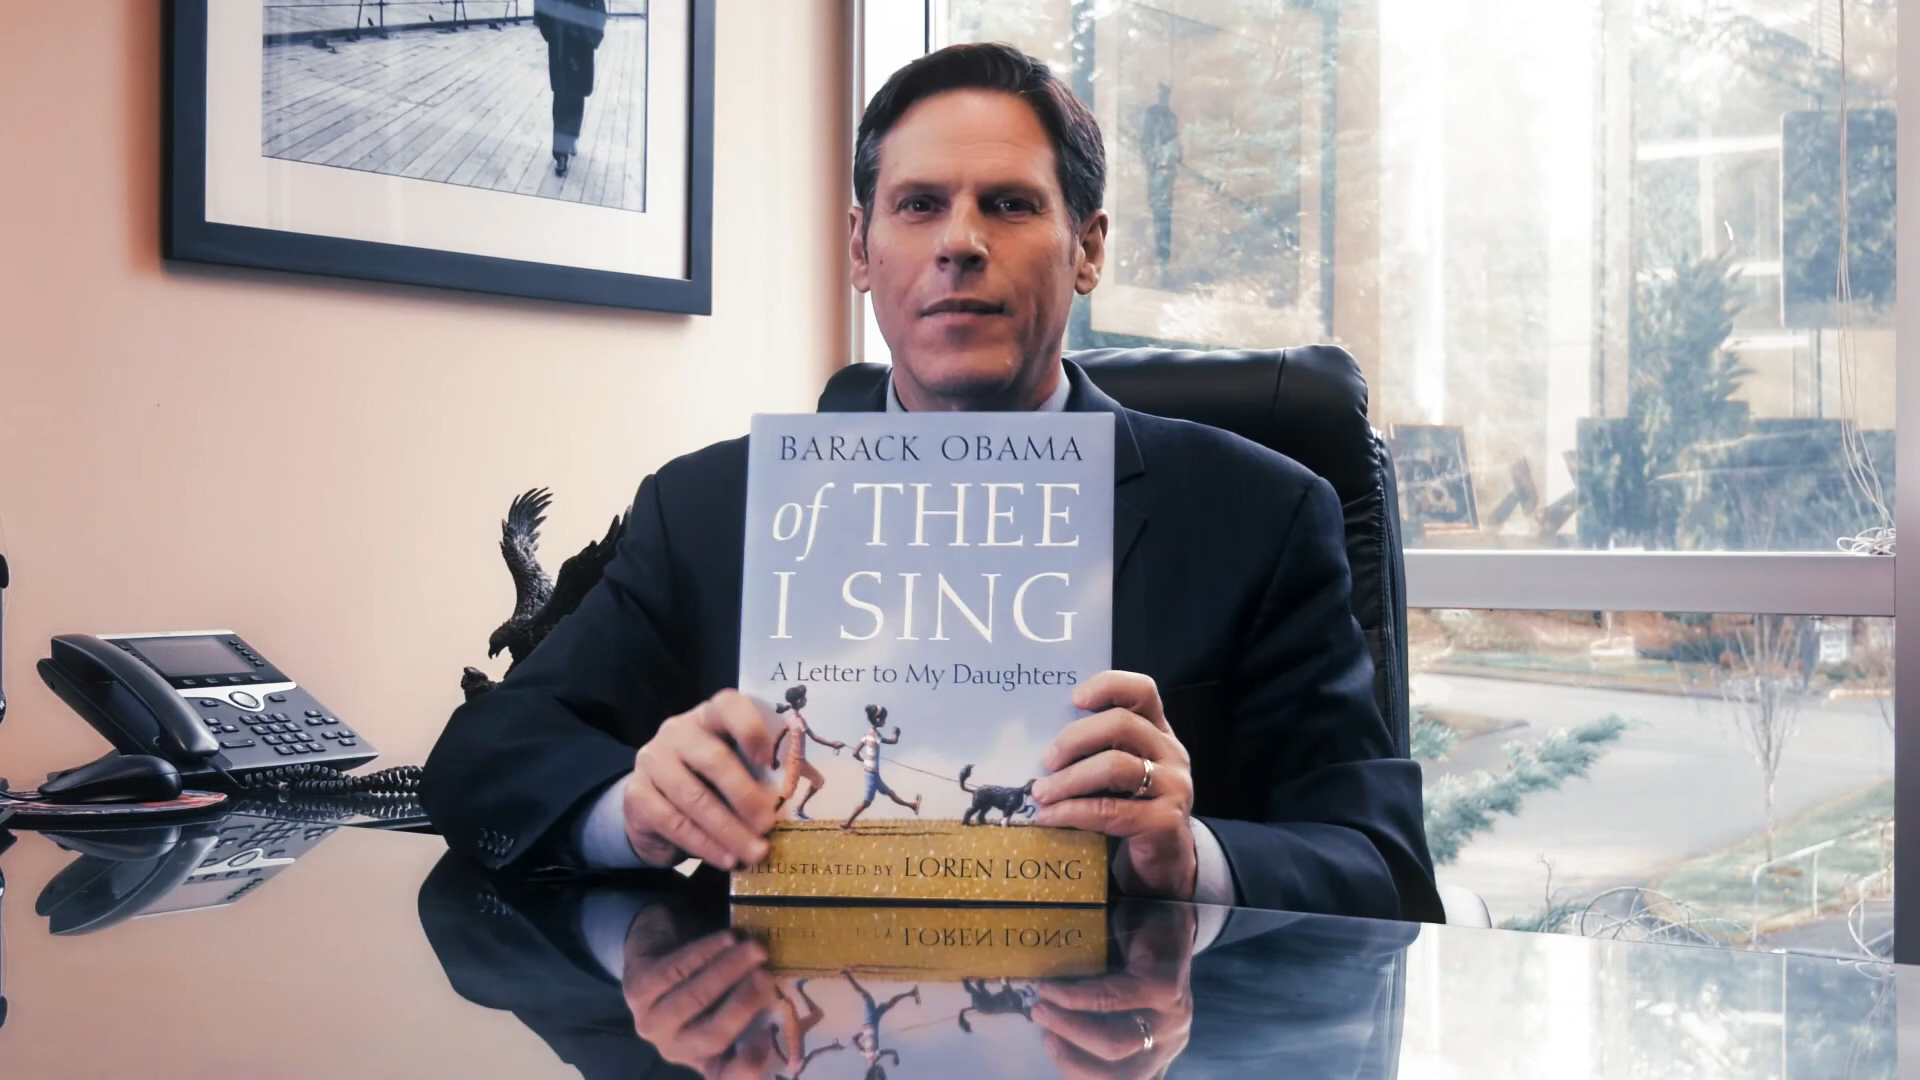 BARACK OBAMA
of THEE
I SING
A Letter to My Daughters
ILLUSTRATED BY LOREN LONG